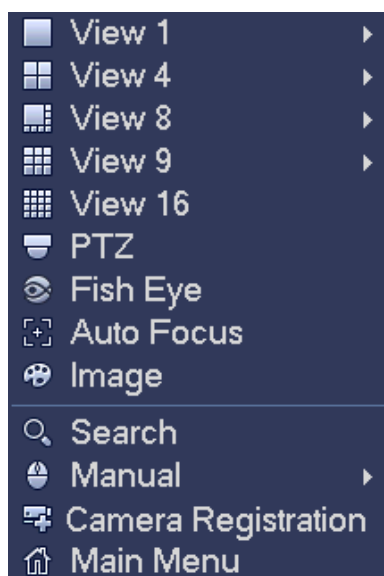 View 1
View 4
View 8
View 9
View 16
PTZ
Fish Eye
Auto Focus
Image
Search
Manual
Camera Registration
Main Menu